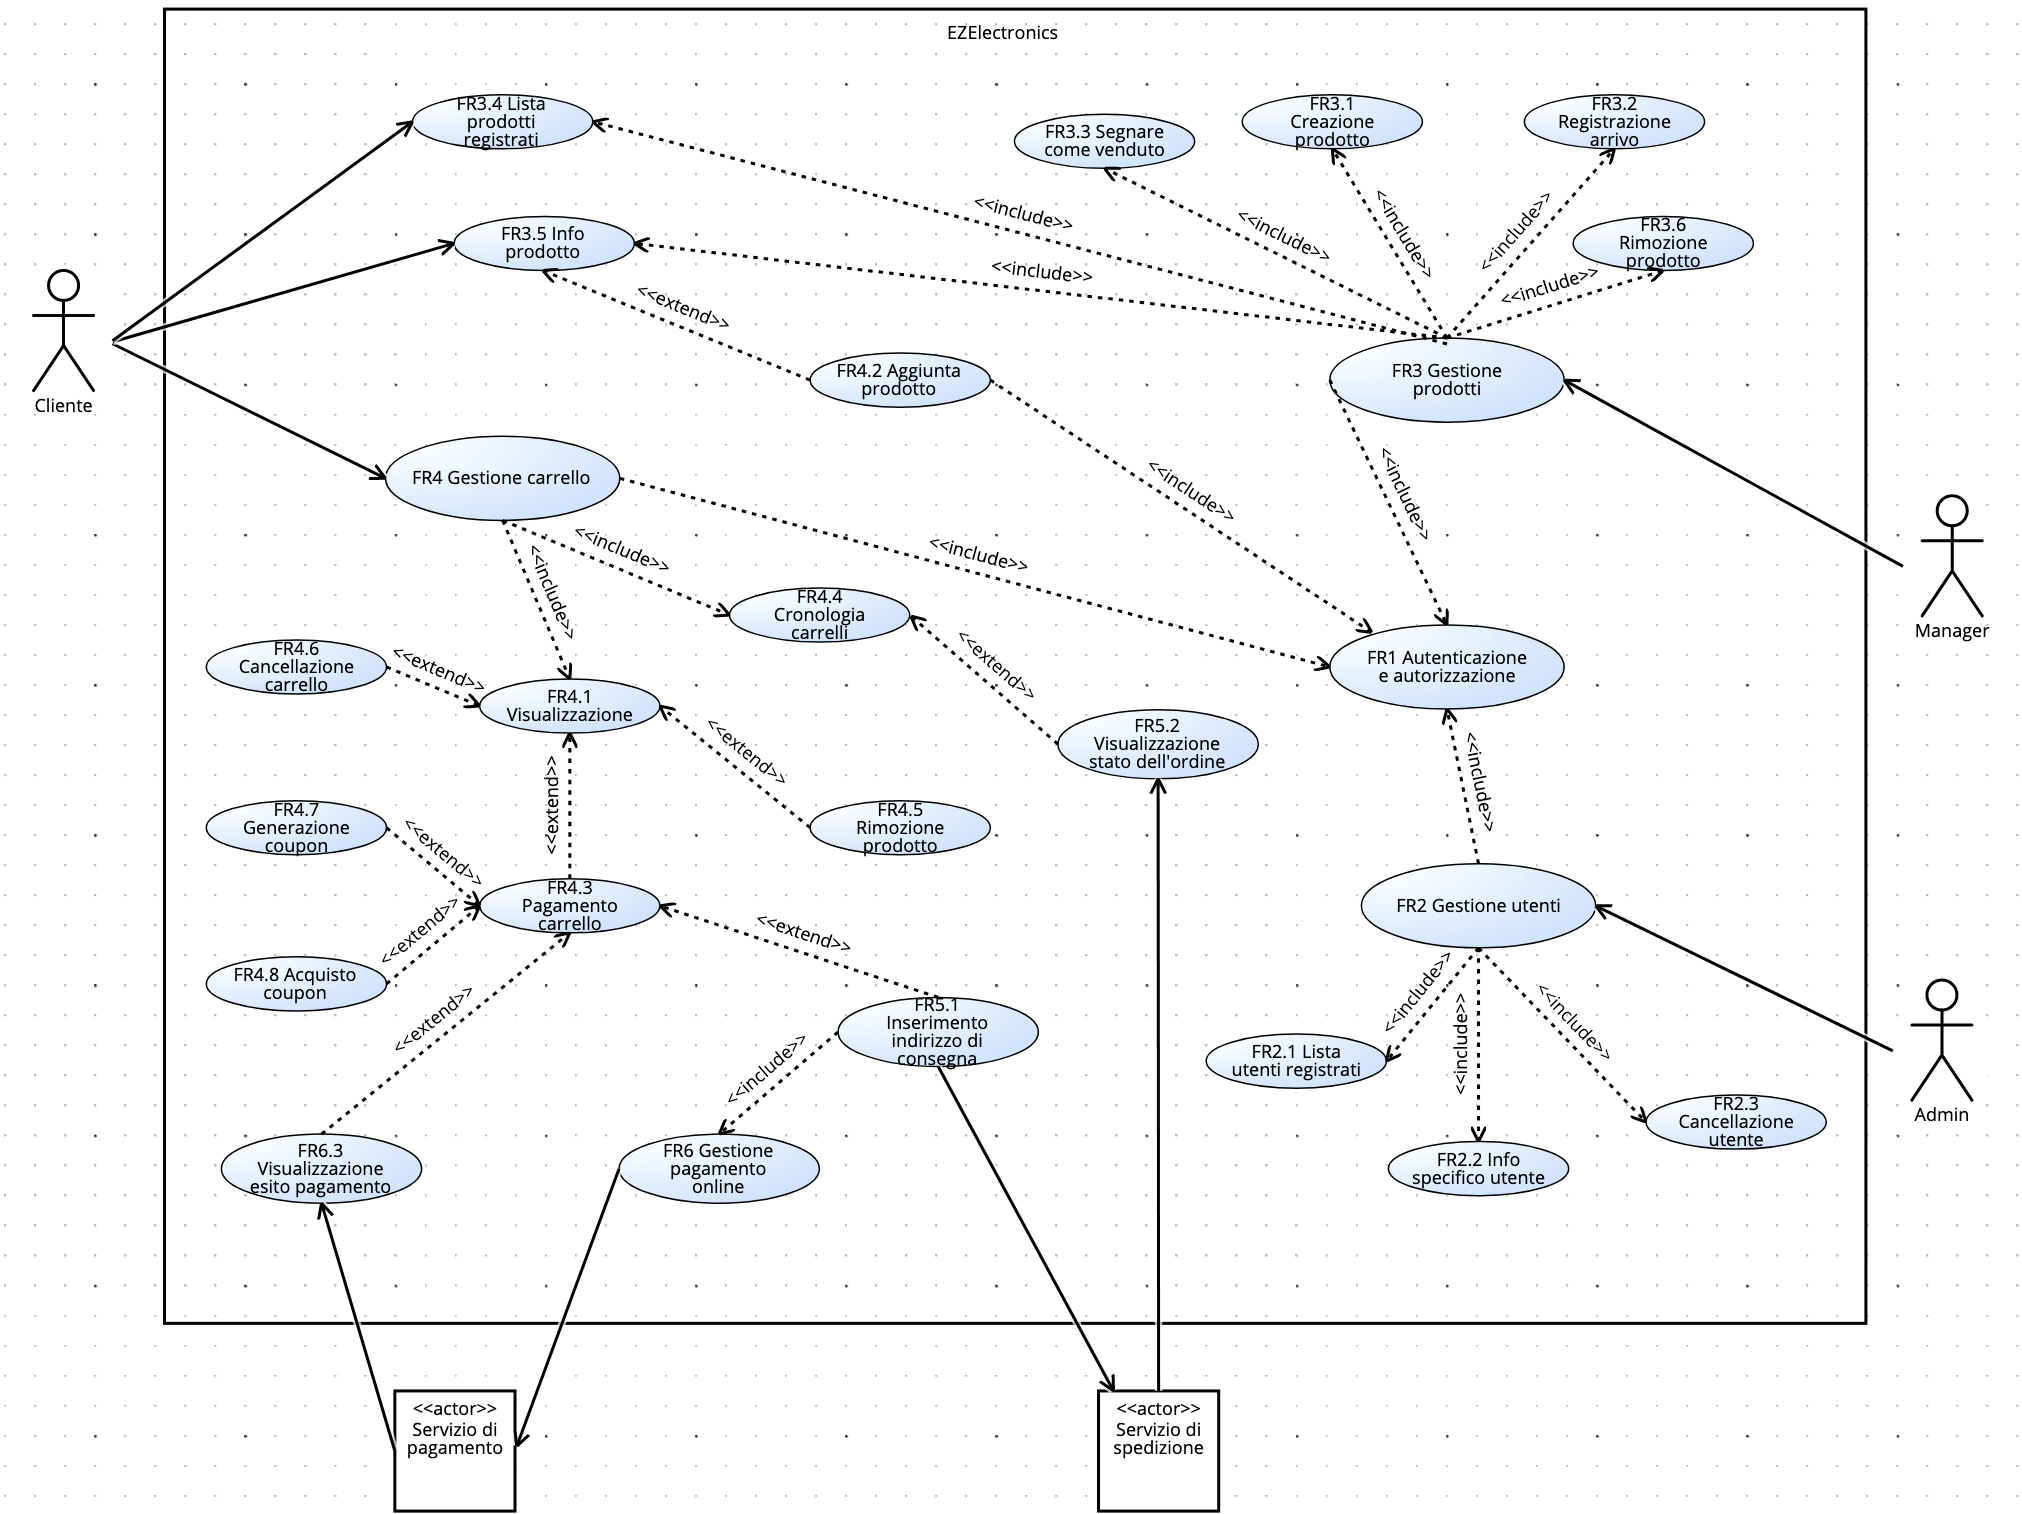 EZElectronics
FR3.4 Lista
prodotti
registrati
FR3.3 Segnare
come venduto
FR3.1
Creazione
prodotto
FR3.2
Registrazione
arrivo
<<include>>
<<include>>
<<include>>
<<include>>
FR3.5 Info
prodotto
FR3.6
Rimozione
prodotto
<<include>>
<<include>>
<<extend>>
Cliente
FR4.2 Aggiunta
prodotto
FR3 Gestione
prodotti
FR4 Gestione carrello
<<include>>
<<include>>
<<include>>
<<include>>
<<include>>
Manager
FR4.4
Cronologia
carrelli
FR4.6
Cancellazione
carrello
<<extend>>
<<extend>>
FR1 Autenticazione
e autorizzazione
FR4.1
Visualizzazione
<<extend>>
FR5.2
Visualizzazione
stato dell'ordine
<<include>>
<<extend>>
FR4.7
Generazione
coupon
<<extend>>
FR4.5
Rimozione
prodotto
FR4.3
Pagamento
carrello
<<extend>>
<<extend>>
FR2 Gestione utenti
FR4.8 Acquisto
coupon
<<extend>>
FR5.1
Inserimento
indirizzo di
consegna
<<include>>
<<include>>
<<include>>
<<include>>
FR2.1 Lista
utenti registrati
Admin
FR2.3
Cancellazione
utente
FR6.3
Visualizzazione
esito pagamento
FR6 Gestione
pagamento
online
FR2.2 Info
specifico utente
<<actor>>
Servizio di
pagamento
<<actor>>
Servizio di
spedizione